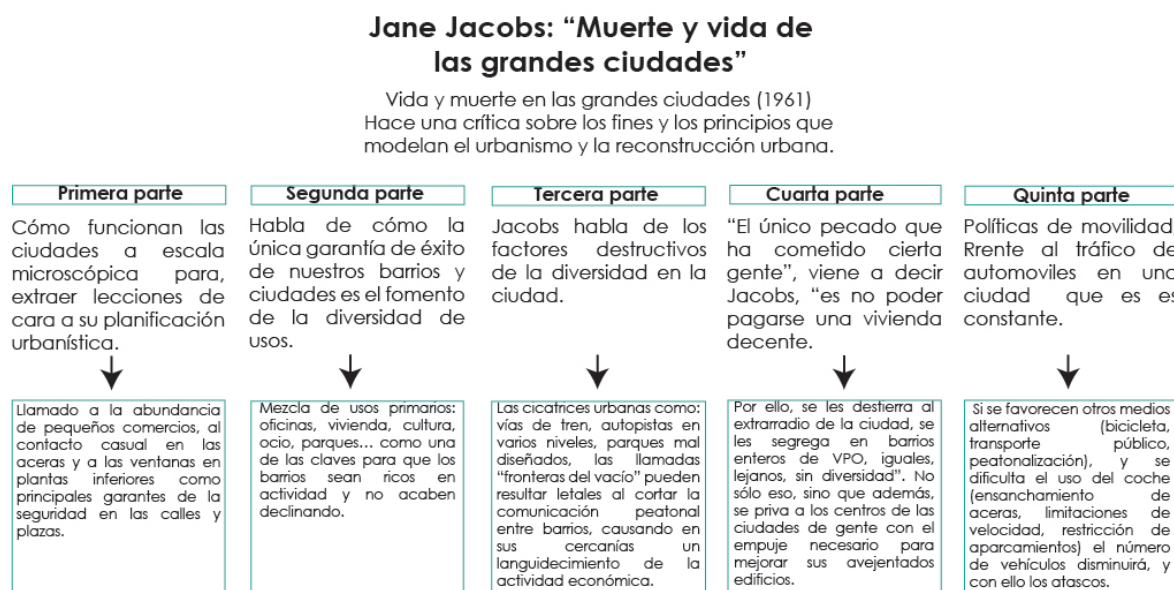 Jane Jacobs: “Muerte y vida de
las grandes ciudades”
Vida y muerte en las grandes ciudades (1961)
Hace una crítica sobre los fines y los principios que
modelan el urbanismo y la reconstrucción urbana.
Primera parte
Cómo funcionan las
ciudades a escala
microscópica para,
extraer lecciones de
cara a su planificación
urbanística.
Llamado a la abundancia
de pequeños comercios, al
contacto casual en las
aceras y a las ventanas en
plantas inferiores como
principales garantes de la
seguridad en las calles y
plazas.
Segunda parte
Habla de cómo la
única garantía de éxito
de nuestros barrios y
ciudades es el fomento
de la diversidad de
usos.
Mezcla de usos primarios:
oficinas, vivienda, cultura,
ocio, parques... como una
de las claves para que los
barrios sean ricos en
actividad y no acaben
declinando.
Tercera parte
Jacobs habla de los
factores destructivos
de la diversidad en la
ciudad.
Las cicatrices urbanas como:
vías de tren, autopistas en
varios niveles, parques mal
diseñados, las llamadas
“fronteras del vacío” pueden
resultar letales al cortar la
comunicación peatonal
entre barrios, causando en
sus cercanías un
languidecimiento de la
actividad económica.
Cuarta parte
“El único pecado que
ha cometido cierta
gente”, viene a decir
Jacobs, “es no poder
pagarse una vivienda
decente.
Por ello, se les destierra al
extrarradio de la ciudad, se
les segrega en barrios
enteros de VPO, iguales,
lejanos, sin diversidad”. No
sólo eso, sino que además,
se priva a los centros de las
ciudades de gente con el
empuje necesario para
mejorar sus avejentados
edificios.
Quinta parte
Políticas de movilidad
Rrente al tráfico de
automoviles en una
ciudad que es es
constante.
Si se favorecen otros medios
alternativos (bicicleta,
transporte público,
peatonalización), y se
dificulta el uso del coche
(ensanchamiento de
aceras, limitaciones de
velocidad, restricción de
aparcamientos) el número
de vehículos disminuirá, y
con ello los atascos.